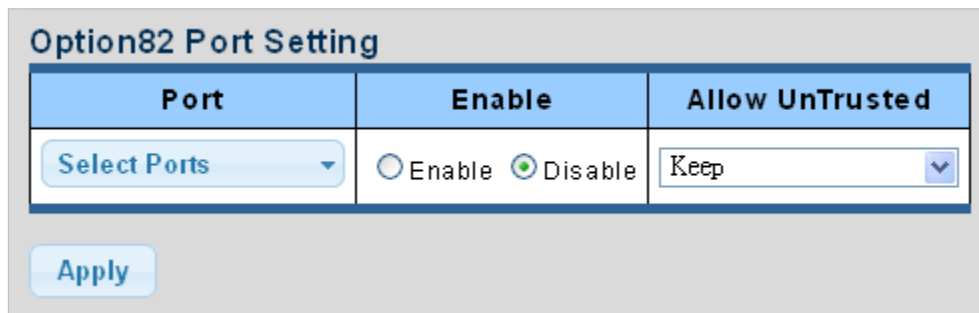 Option82 Port Setting
Port Enable Allow UnTrusted
Select Ports Enable Disable Keep
Apply